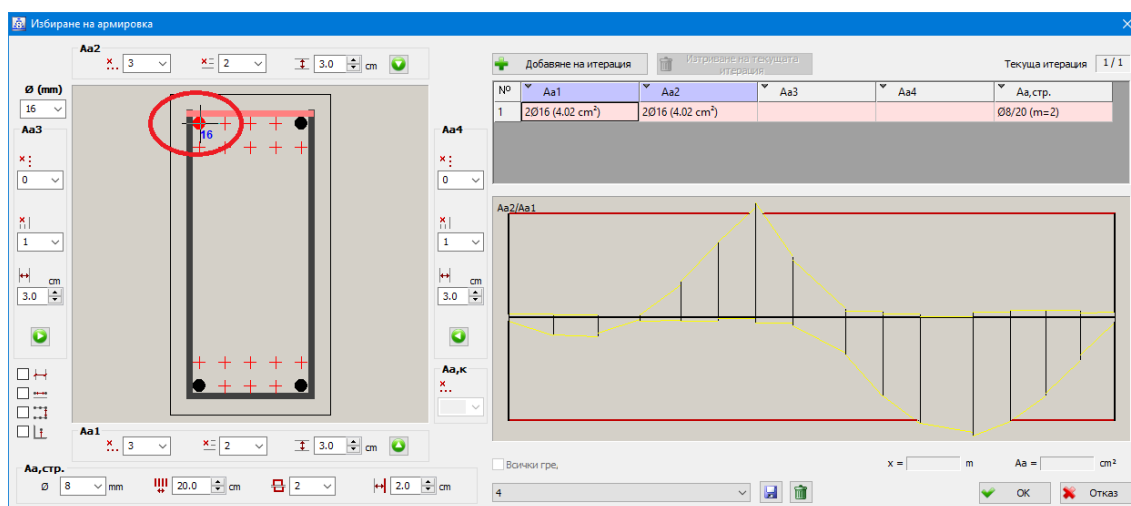 Избиране на армировка
Aa2
3
2
3.0
cm
Ø (mm)
16
Aa3
0
1
cm
3.0
16
Aa4
0
1
cm
3.0
Aa,к
Aa1
3
2
3.0
cm
Aa,стр.
Ø
8
mm
20.0
cm
2
2.0
cm
Добавяне на итерация
Изтриване на текущата
итерация
Текуща итерация
1 / 1
Nº Aa1 Aa2 Aa3 Aa4 Aa,стр.
1 2Ø16 (4.02 cm²) 2Ø16 (4.02 cm²) Ø8/20 (m=2)
Aa2/Aa1
Всички гре,
x = m
Aa = cm²
4
OK
Отказ